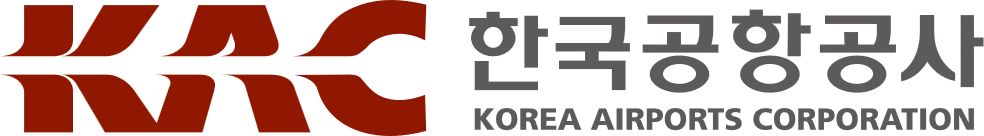 KAC
한국공항공사
KOREA AIRPORTS CORPORATION